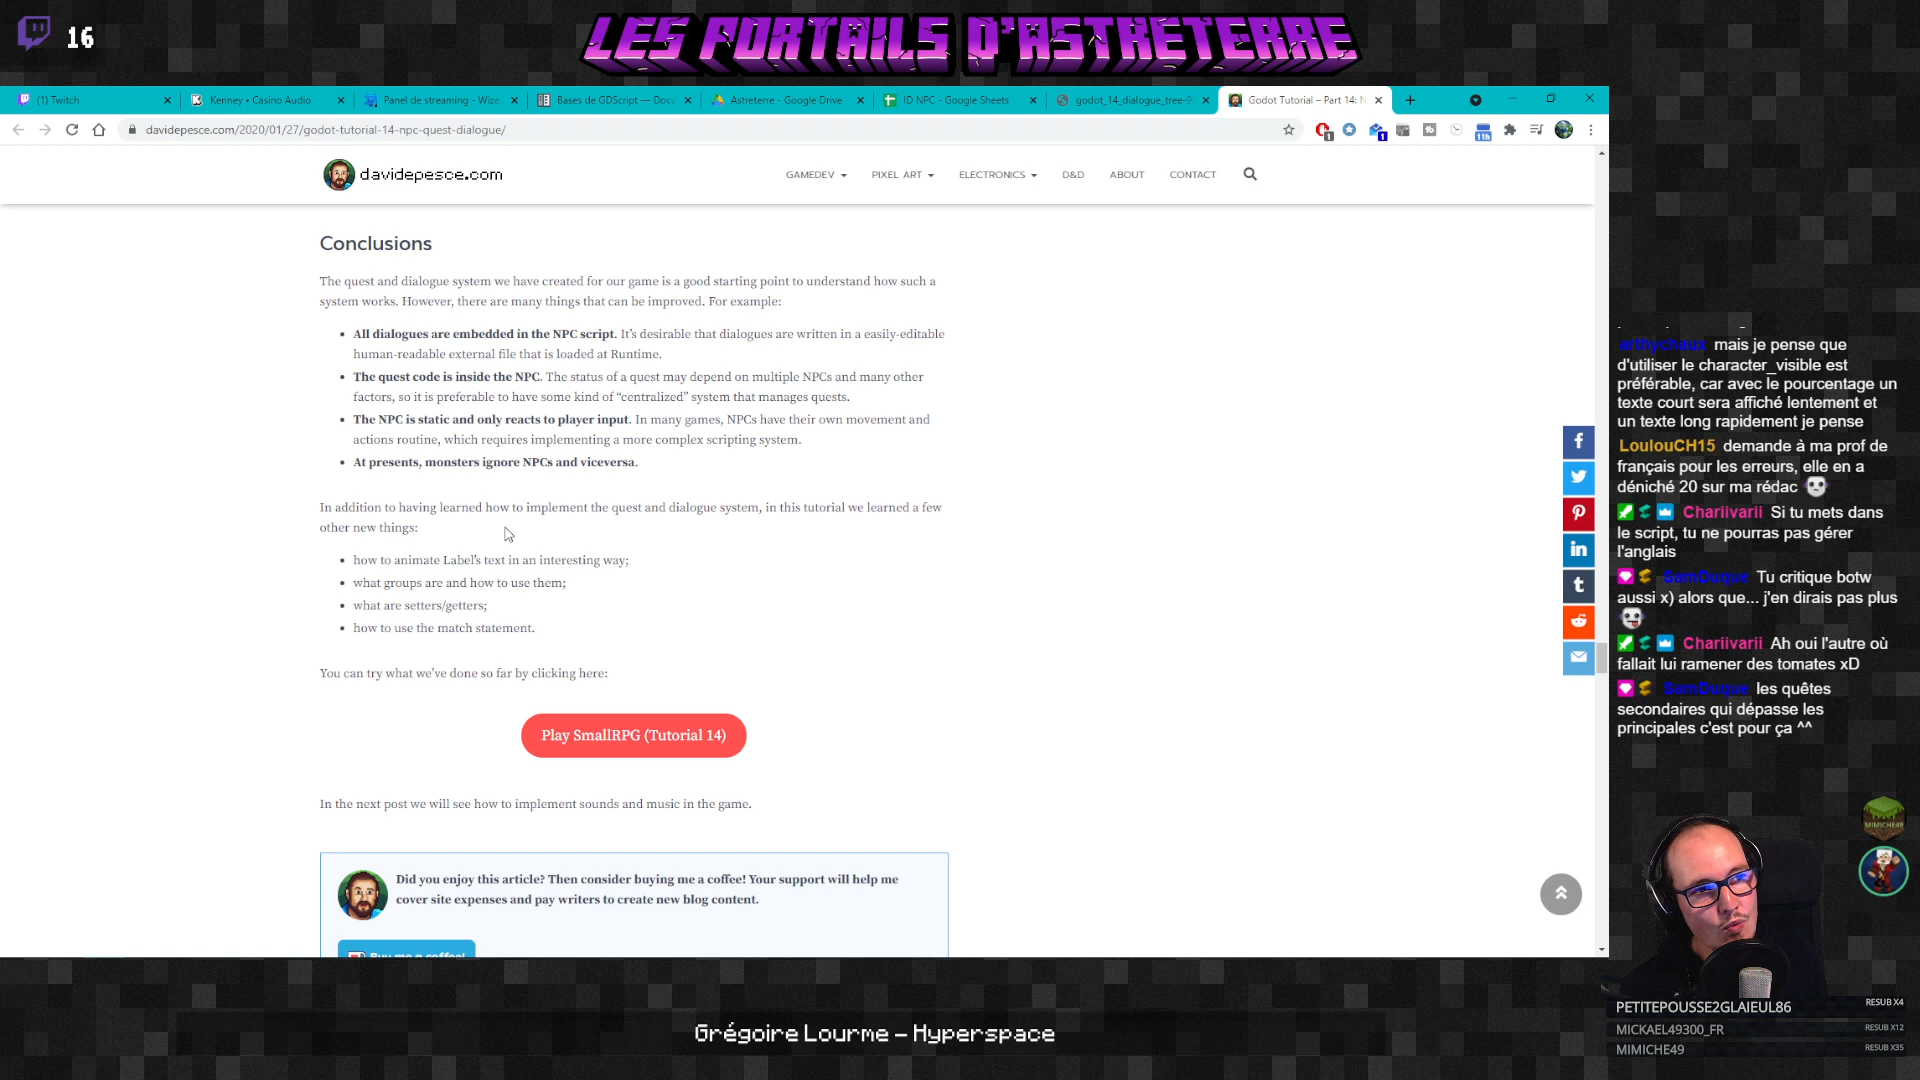 16
LES PORTAILS D'ASTRETERRE
(1) Twitch
Kenney • Casino Audio
Panel de streaming - Wize
Bases de GDScript — Docu
Astreterre - Google Drive
ID NPC - Google Sheets
godot_14_dialogue_tree-9
Godot Tutorial – Part 14: N
davidepesce.com/2020/01/27/godot-tutorial-14-npc-quest-dialogue/
davidepesce.com
GAMEDEV
PIXEL ART
ELECTRONICS
D&D
ABOUT
CONTACT
Conclusions
The quest and dialogue system we have created for our game is a good starting point to understand how such a
system works. However, there are many things that can be improved. For example:
• All dialogues are embedded in the NPC script. It's desirable that dialogues are written in a easily-editable
human-readable external file that is loaded at Runtime.
• The quest code is inside the NPC. The status of a quest may depend on multiple NPCs and many other
factors, so it is preferable to have some kind of “centralized” system that manages quests.
• The NPC is static and only reacts to player input. In many games, NPCs have their own movement and
actions routine, which requires implementing a more complex scripting system.
• At presents, monsters ignore NPCs and viceversa.
In addition to having learned how to implement the quest and dialogue system, in this tutorial we learned a few
other new things:
• how to animate Label's text in an interesting way;
• what groups are and how to use them;
• what are setters/getters;
• how to use the match statement.
You can try what we've done so far by clicking here:
Play SmallRPG (Tutorial 14)
In the next post we will see how to implement sounds and music in the game.
Did you enjoy this article? Then consider buying me a coffee! Your support will help me
cover site expenses and pay writers to create new blog content.
Buy me a coffee!
arthychaux mais je pense que
d'utiliser le character_visible est
préférable, car avec le pourcentage un
texte court sera affiché lentement et
un texte long rapidement je pense
LoulouCH15 demande à ma prof de
français pour les erreurs, elle en a
déniché 20 sur ma rédac
Chariivarii Si tu mets dans
le script, tu ne pourras pas gérer
l'anglais
SamDuque Tu critique botw
aussi x) alors que... j'en dirais pas plus
Chariivarii Ah oui l'autre où
fallait lui ramener des tomates xD
SamDuque les quêtes
secondaires qui dépasse les
principales c'est pour ça ^^
MIMICHE49
PETITEPOUSSE2GLAIEUL86 RESUB X4
MICKAEL49300_FR RESUB X12
MIMICHE49 RESUB X35
Grégoire Lourme – Hyperspace